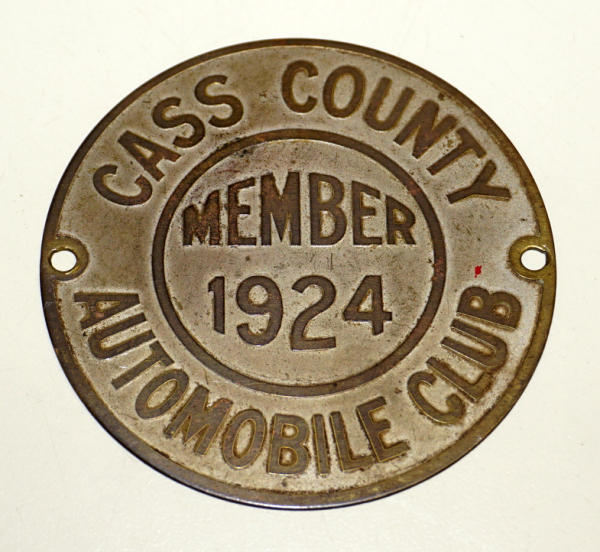 CASS COUNTY
MEMBER
1924
AUTOMOBILE CLUB